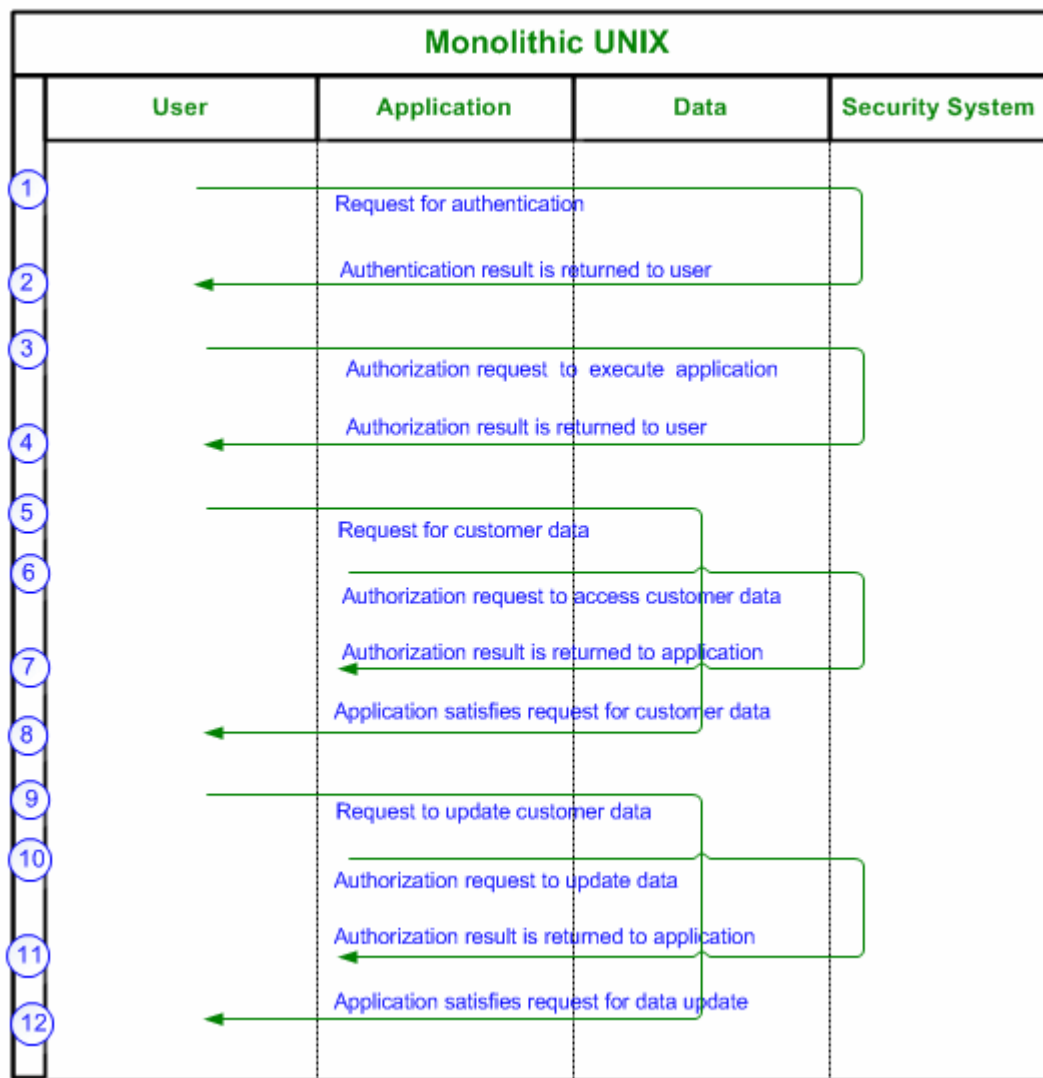 Monolithic UNIX
User Application Data Security System
1
Request for authentication
Authentication result is returned to user
2
3
Authorization request to execute application
Authorization result is returned to user
4
5
Request for customer data
6
Authorization request to access customer data
Authorization result is returned to application
7
Application satisfies request for customer data
8
9
Request to update customer data
10
Authorization request to update data
Authorization result is returned to application
11
Application satisfies request for data update
12